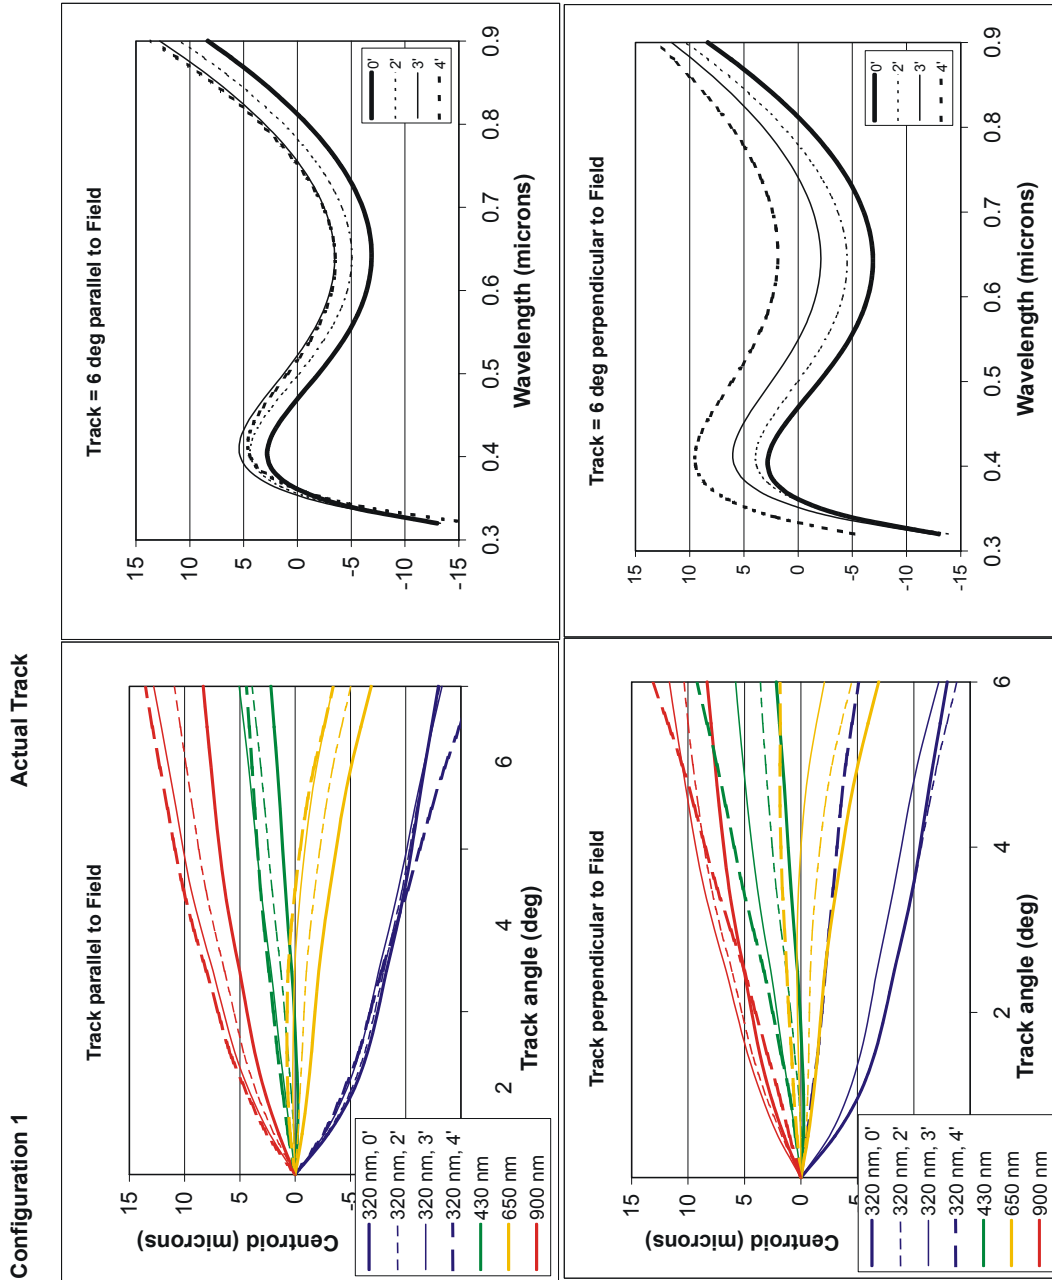 Configuration 1
Actual Track
Track parallel to Field
15
10
5
0
-5
Centroid (microns)
2
4
6
Track angle (deg)
320 nm, 0'
320 nm, 2'
320 nm, 3'
320 nm, 4'
430 nm
650 nm
900 nm
Track = 6 deg parallel to Field
15
10
5
0
-5
-10
-15
0.3
0.4
0.5
0.6
0.7
0.8
0.9
Wavelength (microns)
0'
2'
3'
4'
Track perpendicular to Field
15
10
5
0
Centroid (microns)
2
4
6
Track angle (deg)
320 nm, 0'
320 nm, 2'
320 nm, 3'
320 nm, 4'
430 nm
650 nm
900 nm
Track = 6 deg perpendicular to Field
15
10
5
0
-5
-10
-15
0.3
0.4
0.5
0.6
0.7
0.8
0.9
Wavelength (microns)
0'
2'
3'
4'